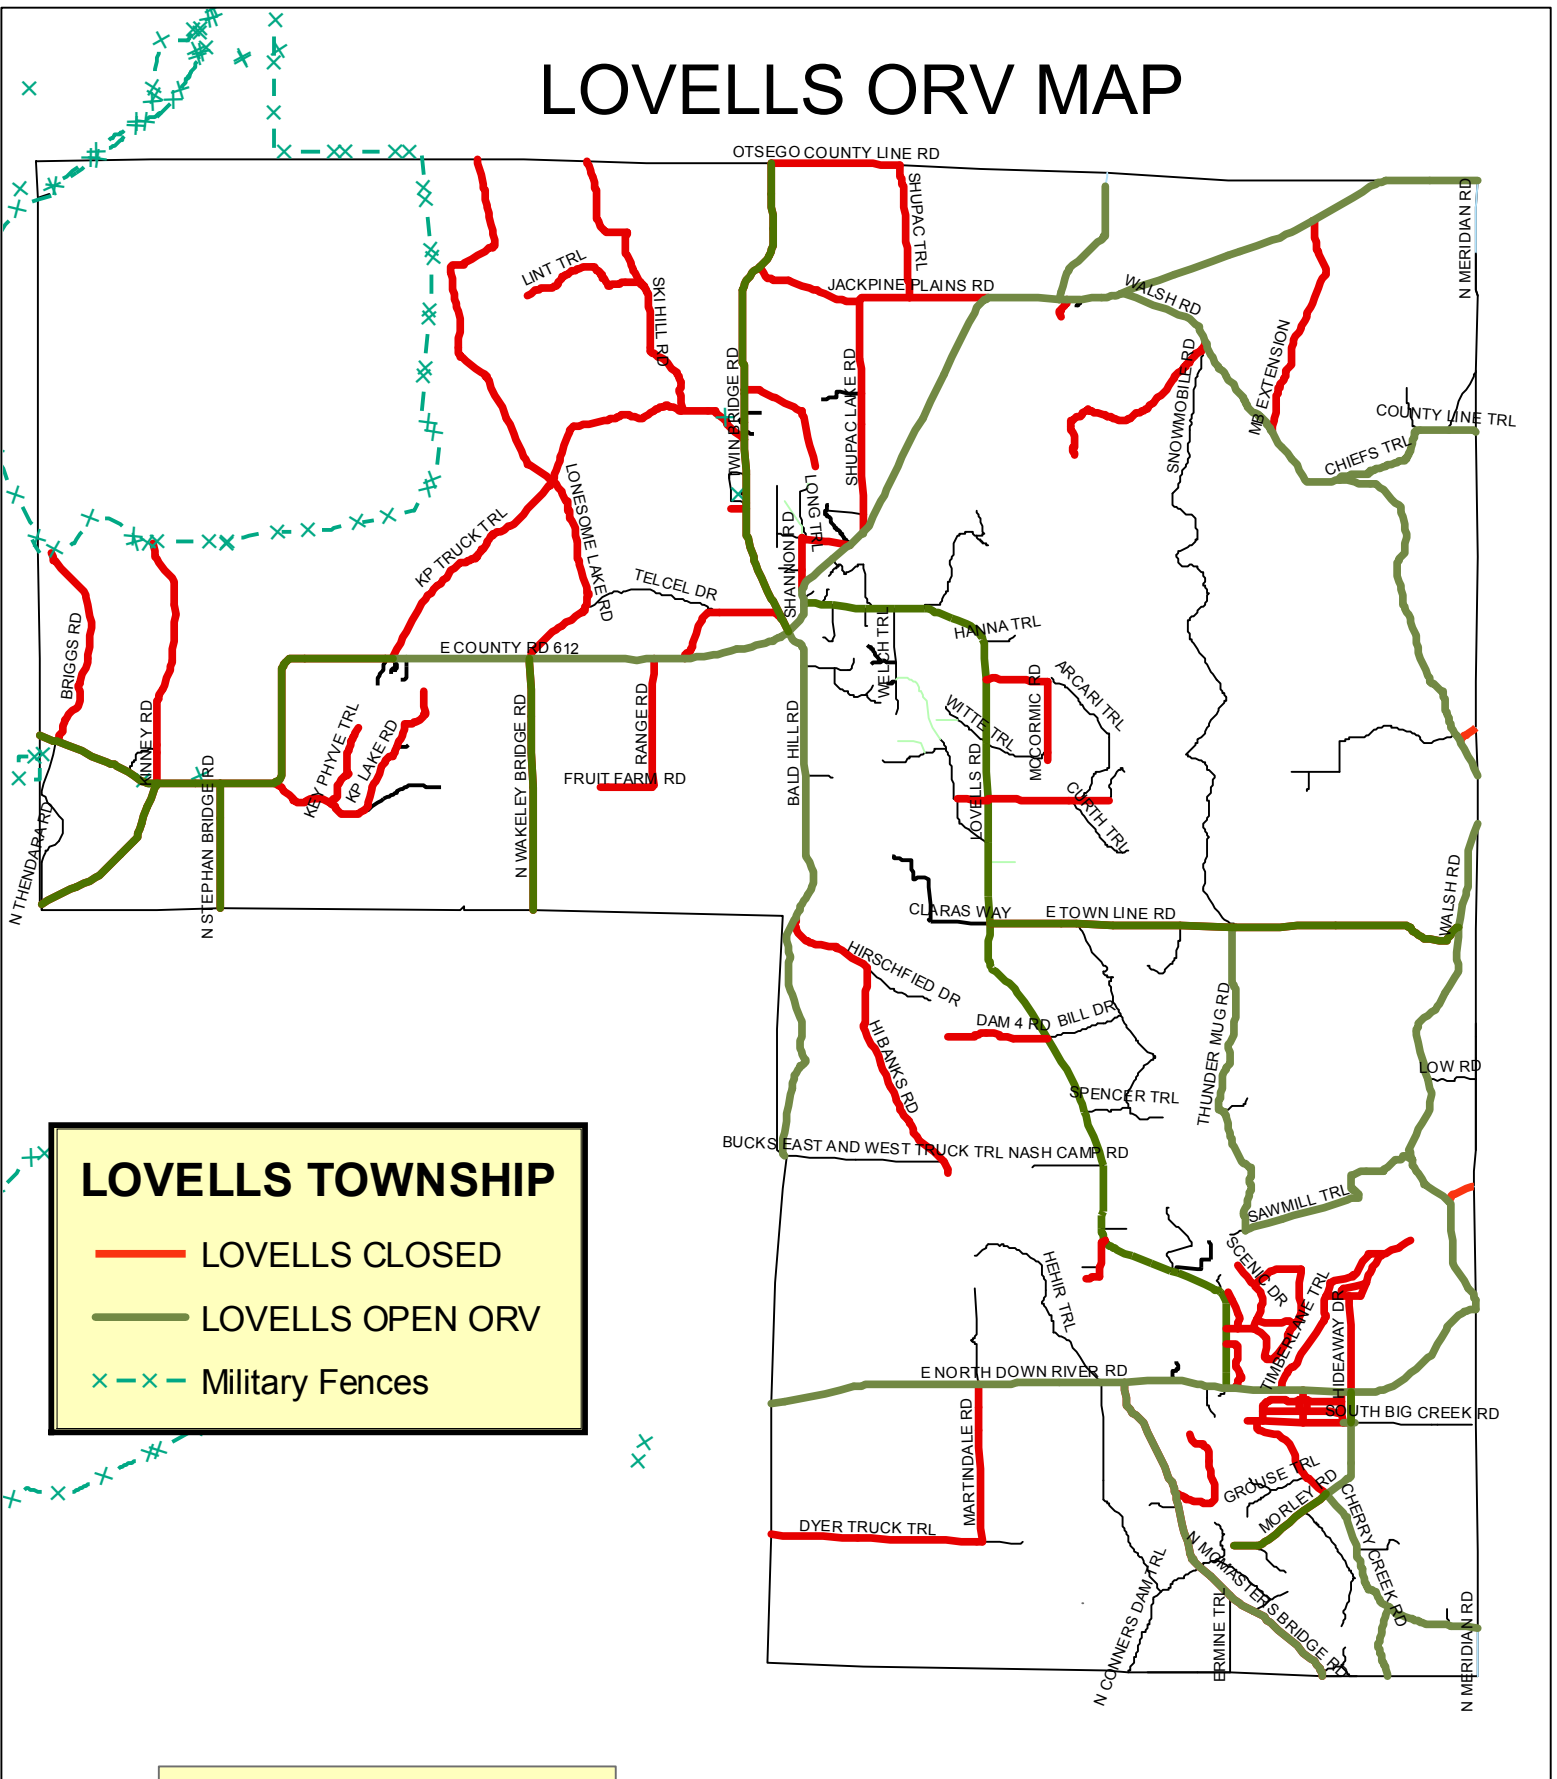 LOVELLS ORV MAP
OTSEGO COUNTY LINE RD
SHUPAC TRL
N MERIDIAN RD
LINT TRL
SKI HILL RD
JACKPINE PLAINS RD
WALSH RD
TWIN BRIDGE RD
SHUPAC LAKE RD
SNOWMOBILE RD
MB EXTENSION
COUNTY LINE TRL
CHIEFS TRL
LONESOME LAKE RD
KP TRUCK TRL
LONG TRL
SHANNON RD
TELCEL DR
BRIGGS RD
E COUNTY RD 612
WELCH TRL
HANNA TRL
KINNEY RD
KEY PHYVE TRL
KP LAKE RD
RANGE RD
FRUIT FARM RD
N WAKELEY BRIDGE RD
BALD HILL RD
WITTE TRL
MCCORMIC RD
ARCARI TRL
LOVELLS RD
CURTH TRL
N THENDARA RD
N STEPHAN BRIDGE RD
CLARAS WAY
E TOWN LINE RD
WALSH RD
HIRSCHFIED DR
DAM 4 RD
BILL DR
THUNDER MUG RD
HI BANKS RD
LOW RD
SPENCER TRL
BUCKS EAST AND WEST TRUCK TRL
NASH CAMP RD
LOVELLS TOWNSHIP
LOVELLS CLOSED
LOVELLS OPEN ORV
Military Fences
SAWMILL TRL
SCENIC DR
HEHIR TRL
TIMBERLANE TRL
HIDEAWAY DR
E NORTH DOWN RIVER RD
SOUTH BIG CREEK RD
MARTINDALE RD
GROUSE TRL
MORLEY RD
DYER TRUCK TRL
CHERRY CREEK RD
N MCMASTERS BRIDGE RD
N CONNERS DAM TRL
ERMINE TRL
N MERIDIAN RD